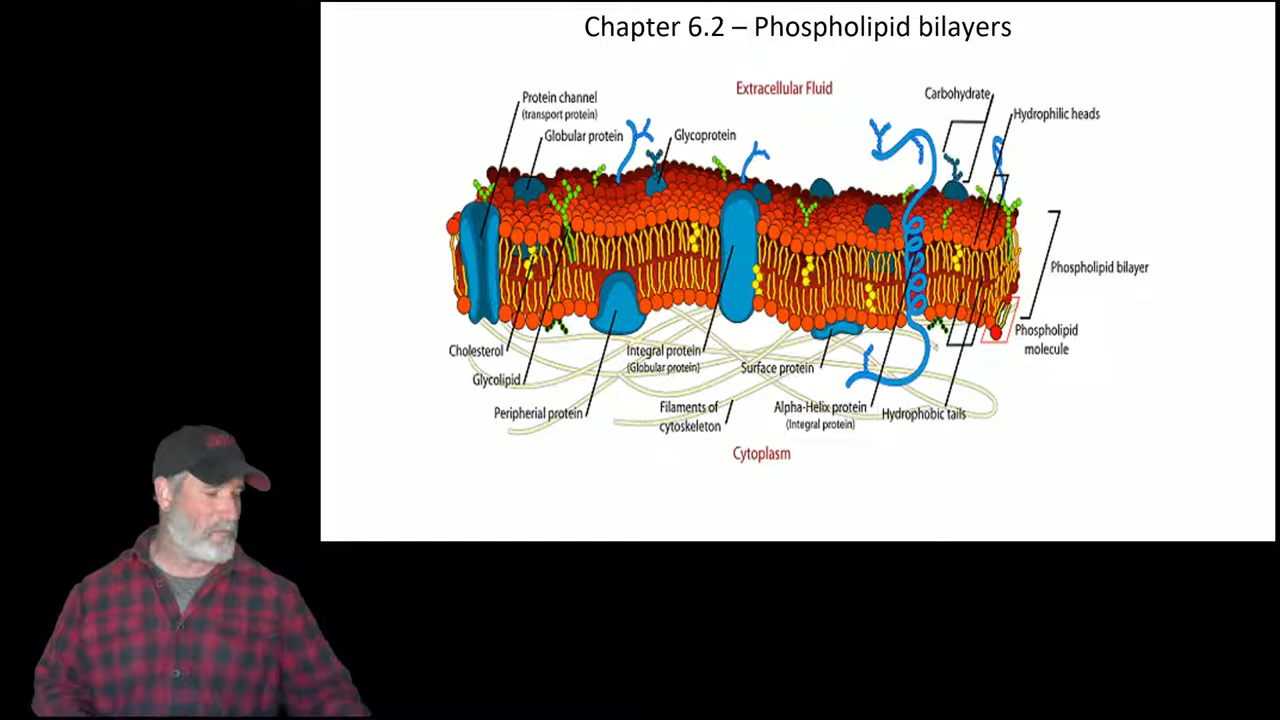 Chapter 6.2 – Phospholipid bilayers
Extracellular Fluid
Protein channel
(transport protein)
Globular protein
Glycoprotein
Carbohydrate
Hydrophilic heads
Phospholipid bilayer
Phospholipid
molecule
Cholesterol
Glycolipid
Peripherial protein
Integral protein
(Globular protein)
Filaments of
cytoskeleton
Surface protein
Alpha-Helix protein
(Integral protein)
Hydrophobic tails
Cytoplasm